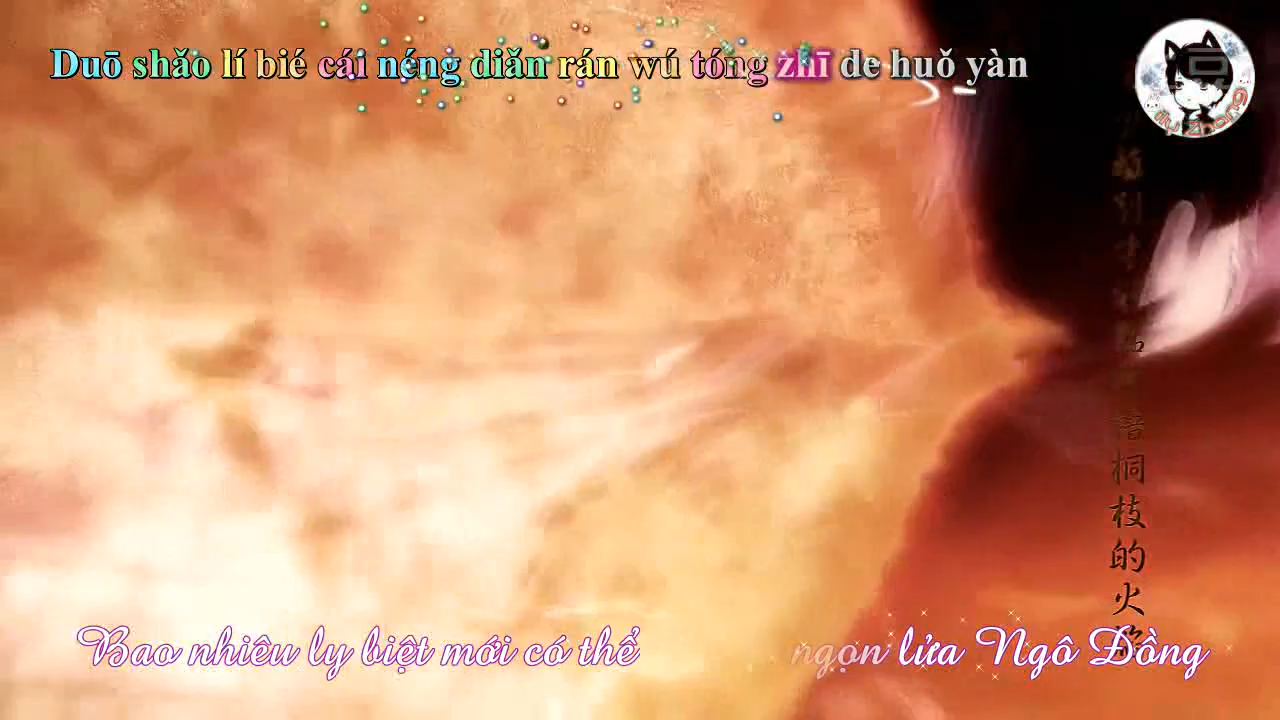 Duō shǎo lí bié cái néng diǎn rán wú tóng zhī de huǒ yàn
梧桐枝的火
Bao nhiêu ly biệt mới có thể ngọn lửa Ngô Đồng